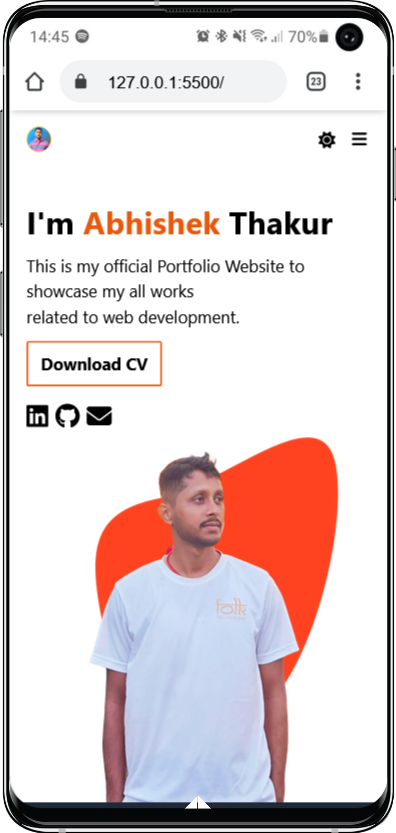 14:45
70%
127.0.0.1:5500/
23
I'm Abhishek Thakur
This is my official Portfolio Website to
showcase my all works
related to web development.
Download CV
in
folk